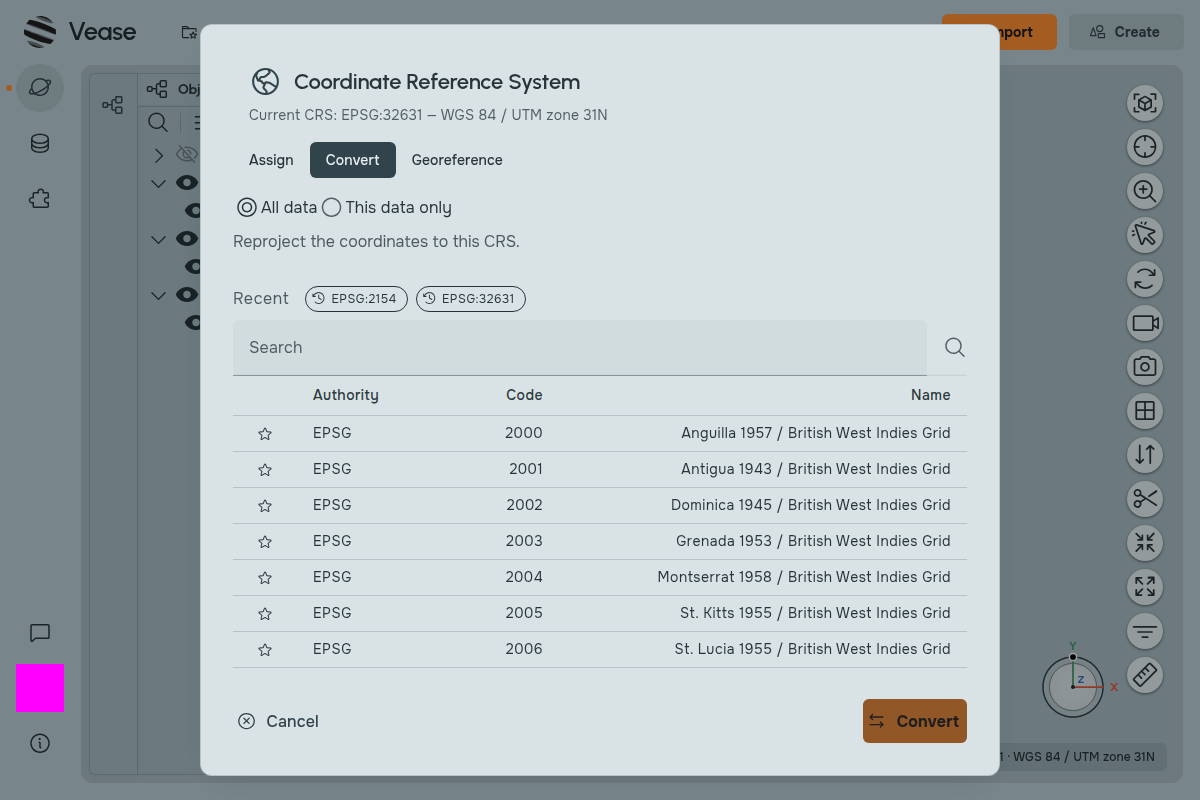 Vease
Import
Create
Obj
Coordinate Reference System
Current CRS: EPSG:32631 — WGS 84 / UTM zone 31N
Assign
Convert
Georeference
All data
This data only
Reproject the coordinates to this CRS.
Recent
EPSG:2154
EPSG:32631
Search
Authority Code Name
EPSG 2000 Anguilla 1957 / British West Indies Grid
EPSG 2001 Antigua 1943 / British West Indies Grid
EPSG 2002 Dominica 1945 / British West Indies Grid
EPSG 2003 Grenada 1953 / British West Indies Grid
EPSG 2004 Montserrat 1958 / British West Indies Grid
EPSG 2005 St. Kitts 1955 / British West Indies Grid
EPSG 2006 St. Lucia 1955 / British West Indies Grid
Y
Z
X
Cancel
Convert
1 · WGS 84 / UTM zone 31N